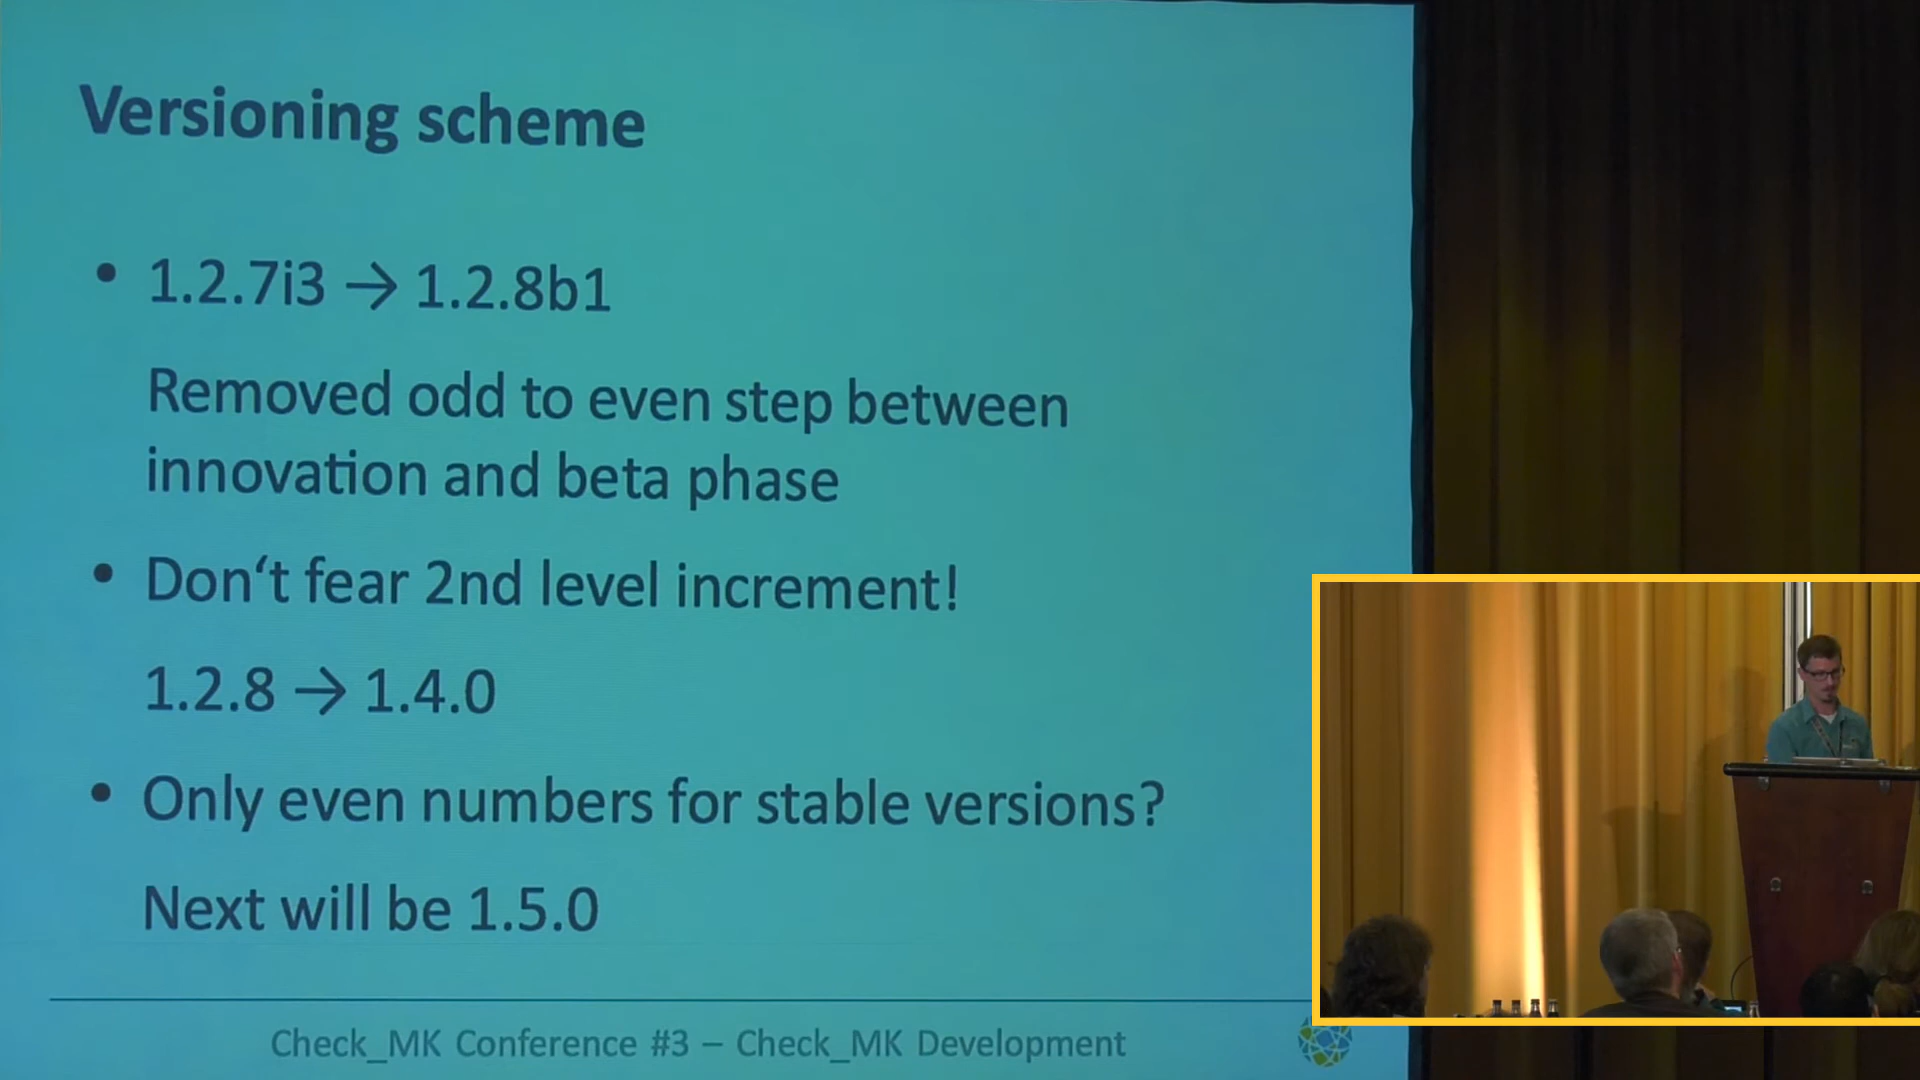 Versioning scheme
• 1.2.7i3 → 1.2.8b1
Removed odd to even step between
innovation and beta phase
• Don‘t fear 2nd level increment!
1.2.8 → 1.4.0
• Only even numbers for stable versions?
Next will be 1.5.0
Check_MK Conference #3 – Check_MK Development